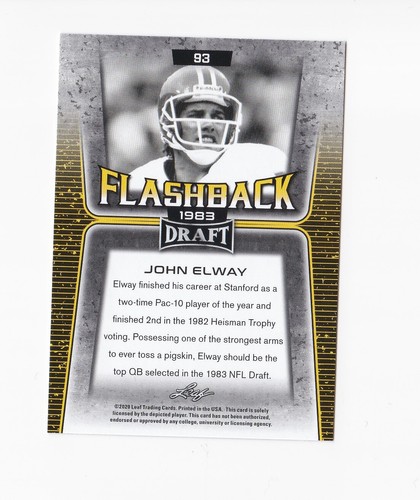 93
FLASHBACK
1983
DRAFT
JOHN ELWAY
Elway finished his career at Stanford as a
two-time Pac-10 player of the year and
finished 2nd in the 1982 Heisman Trophy
voting. Possessing one of the strongest arms
to ever toss a pigskin, Elway should be the
top QB selected in the 1983 NFL Draft.
Leaf
©2020 Leaf Trading Cards. Printed in the USA. This card is solely
licensed by the depicted player. This card has not been authorized,
endorsed or approved by any college, university or licensing agency.